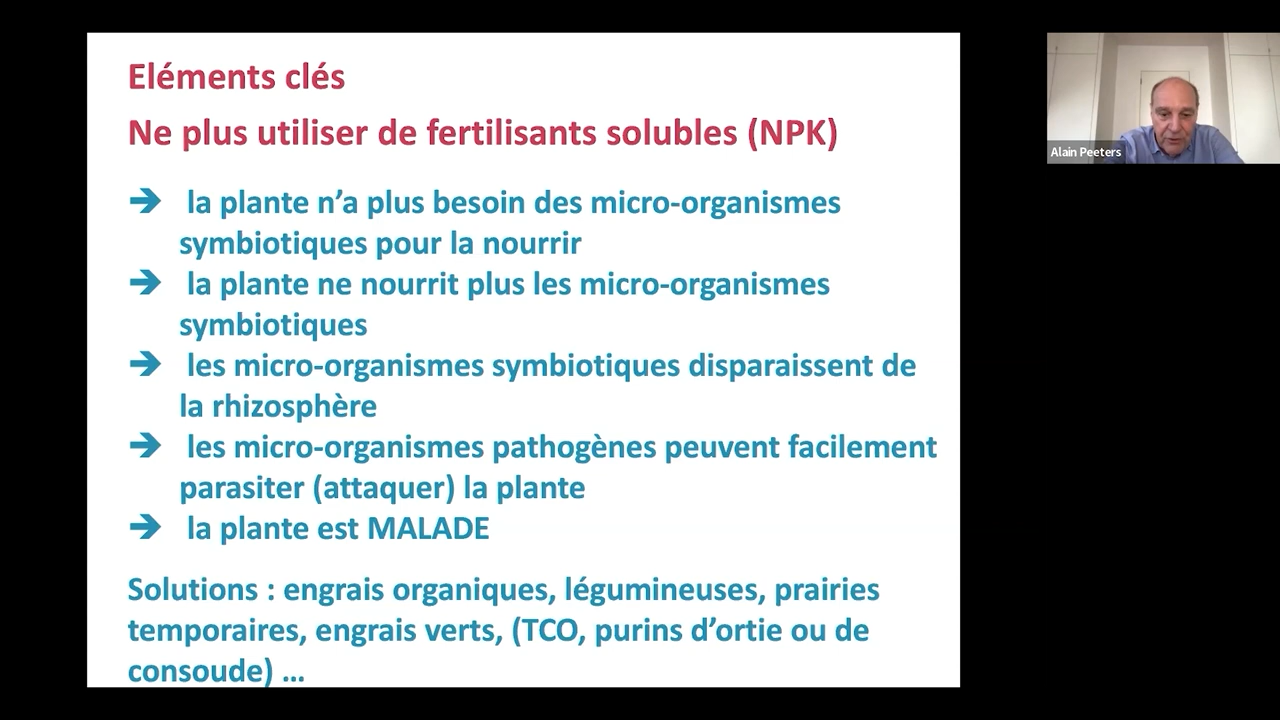 Eléments clés
Ne plus utiliser de fertilisants solubles (NPK)
➔ la plante n’a plus besoin des micro-organismes
symbiotiques pour la nourrir
➔ la plante ne nourrit plus les micro-organismes
symbiotiques
➔ les micro-organismes symbiotiques disparaissent de
la rhizosphère
➔ les micro-organismes pathogènes peuvent facilement
parasiter (attaquer) la plante
➔ la plante est MALADE
Solutions : engrais organiques, légumineuses, prairies
temporaires, engrais verts, (TCO, purins d’ortie ou de
consoude) ...
Alain Peeters